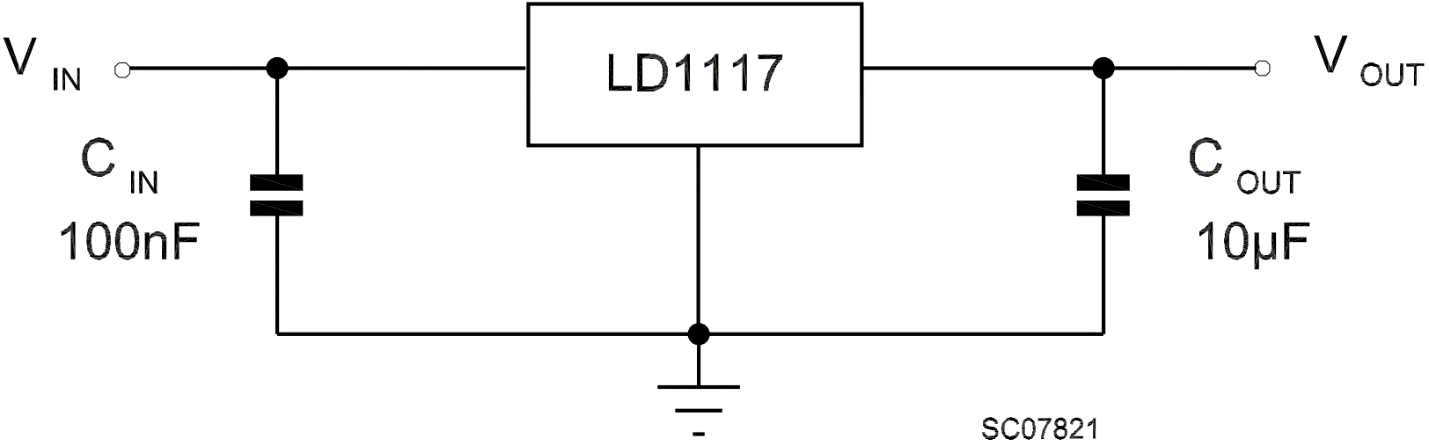 V IN
LD1117
V OUT
C IN
100nF
C OUT
10µF
SC07821